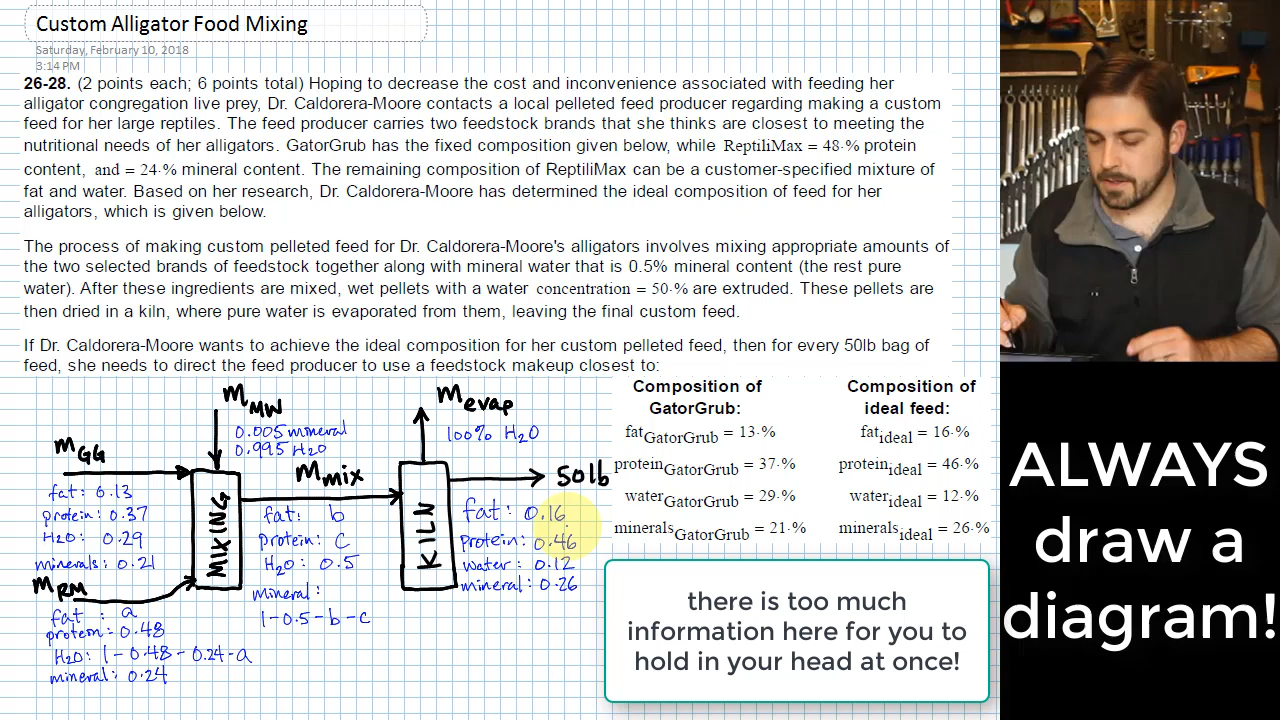 Custom Alligator Food Mixing
Saturday, February 10, 2018
3:14 PM
26-28. (2 points each; 6 points total) Hoping to decrease the cost and inconvenience associated with feeding her
alligator congregation live prey, Dr. Caldorera-Moore contacts a local pelleted feed producer regarding making a custom
feed for her large reptiles. The feed producer carries two feedstock brands that she thinks are closest to meeting the
nutritional needs of her alligators. GatorGrub has the fixed composition given below, while ReptiliMax = 48·% protein
content, and = 24·% mineral content. The remaining composition of ReptiliMax can be a customer-specified mixture of
fat and water. Based on her research, Dr. Caldorera-Moore has determined the ideal composition of feed for her
alligators, which is given below.
The process of making custom pelleted feed for Dr. Caldorera-Moore's alligators involves mixing appropriate amounts of
the two selected brands of feedstock together along with mineral water that is 0.5% mineral content (the rest pure
water). After these ingredients are mixed, wet pellets with a water concentration = 50·% are extruded. These pellets are
then dried in a kiln, where pure water is evaporated from them, leaving the final custom feed.
If Dr. Caldorera-Moore wants to achieve the ideal composition for her custom pelleted feed, then for every 50lb bag of
feed, she needs to direct the feed producer to use a feedstock makeup closest to:
mMW
0.005 mineral
0.995 H2O
mevap
100% H2O
mGG
fat: 0.13
protein: 0.37
H2O: 0.29
minerals: 0.21
mRM
fat : a
protein: 0.48
H2O: 1-0.48-0.24-a
mineral: 0.24
MIXING
mmix
fat: b
protein: c
H2O: 0.5
mineral:
1-0.5-b-c
KILN
50lb
fat: 0.16
Protein: 0.46
water: 0.12
mineral: 0.26
Composition of
GatorGrub:
fatGatorGrub = 13·%
proteinGatorGrub = 37·%
waterGatorGrub = 29·%
mineralsGatorGrub = 21·%
Composition of
ideal feed:
fatideal = 16·%
proteinideal = 46·%
waterideal = 12·%
mineralsideal = 26·%
there is too much
information here for you to
hold in your head at once!
ALWAYS
draw a
diagram!